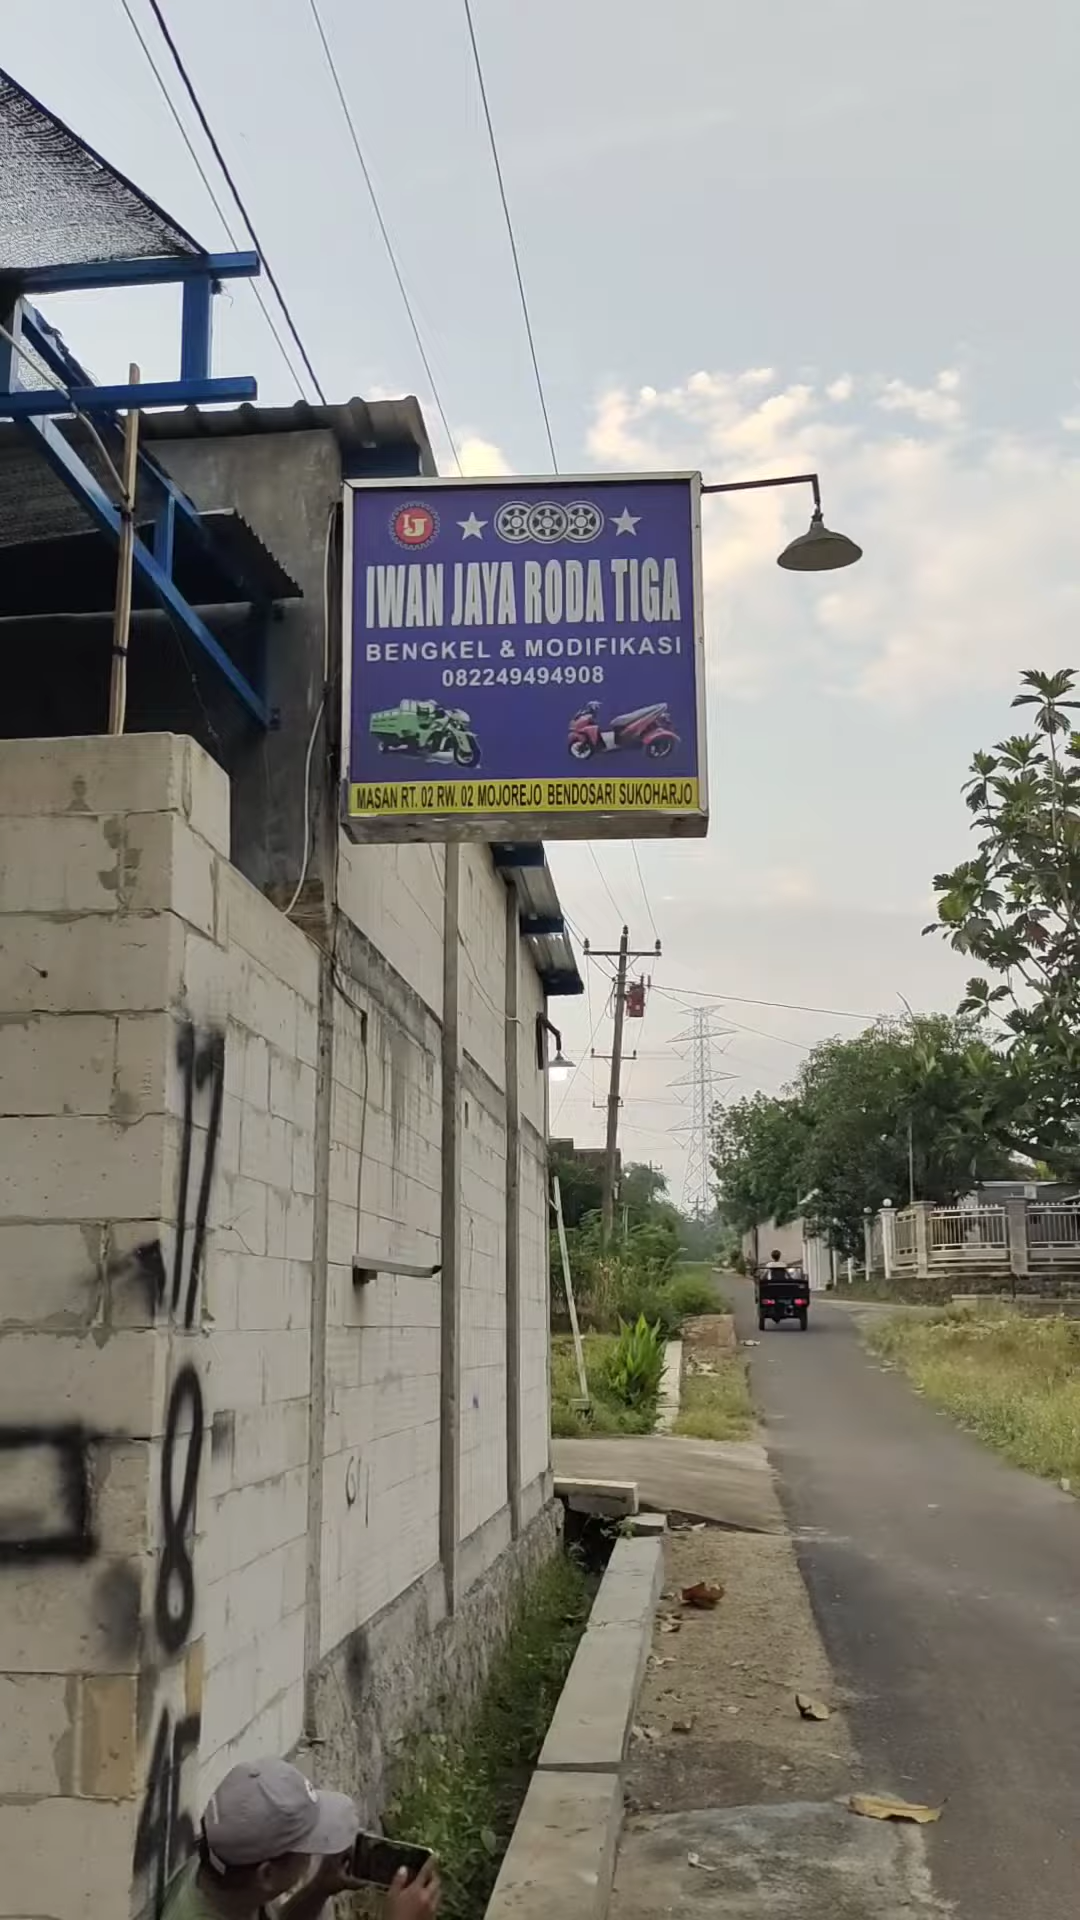 IJ
IWAN JAYA RODA TIGA
BENGKEL & MODIFIKASI
082249494908
MASAN RT. 02 RW. 02 MOJOREJO BENDOSARI SUKOHARJO